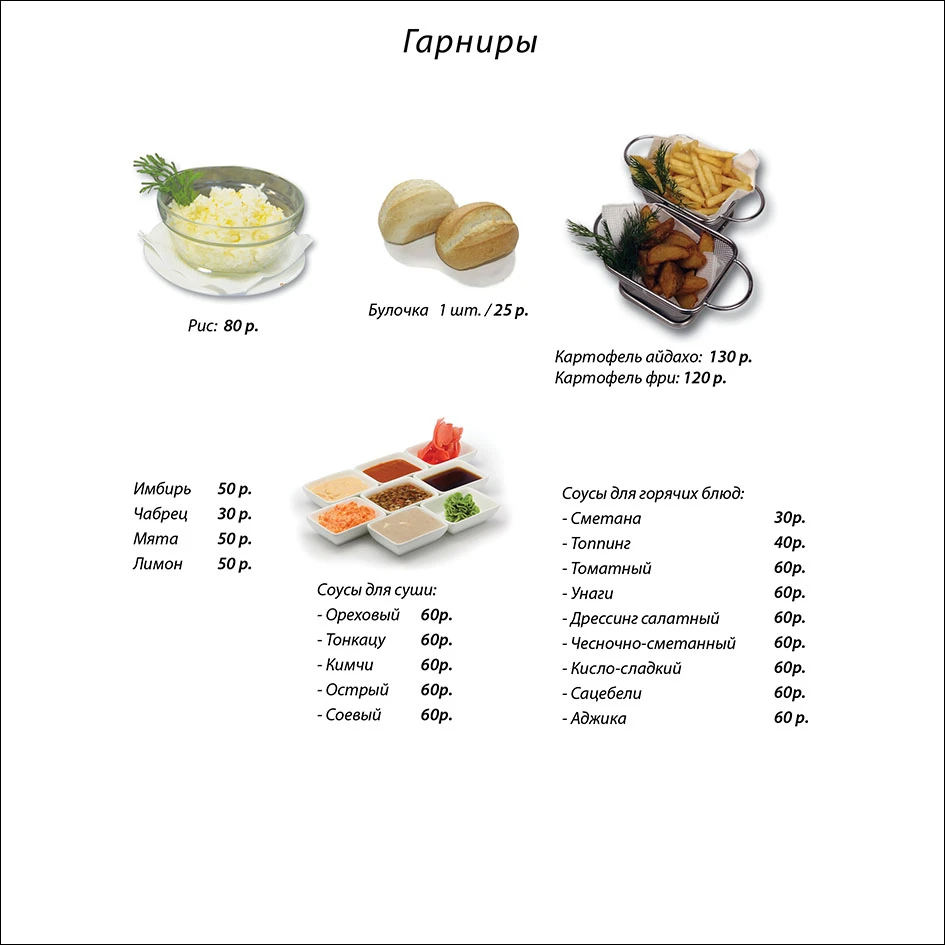 Гарниры
Рис: 80 р.
Булочка 1 шт. / 25 р.
Картофель айдахо: 130 р.
Картофель фри: 120 р.
Имбирь 50 р.
Чабрец 30 р.
Мята 50 р.
Лимон 50 р.
Соусы для суши:
- Ореховый 60р.
- Тонкацу 60р.
- Кимчи 60р.
- Острый 60р.
- Соевый 60р.
Соусы для горячих блюд:
- Сметана 30р.
- Топпинг 40р.
- Томатный 60р.
- Унаги 60р.
- Дрессинг салатный 60р.
- Чесночно-сметанный 60р.
- Кисло-сладкий 60р.
- Сацебели 60р.
- Аджика 60 р.